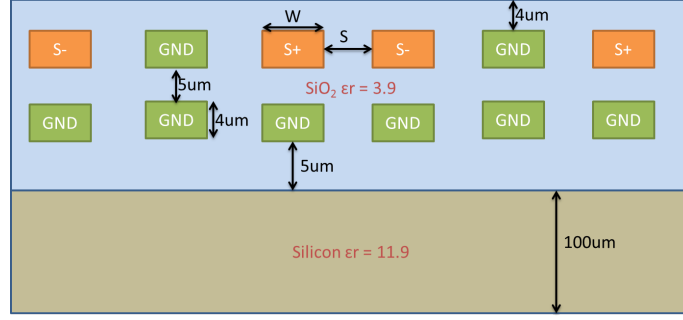 W
4um
S-
GND
S+
S
S-
GND
S+
5um
SiO₂ εr = 3.9
GND
GND
4um
GND
GND
GND
GND
5um
Silicon εr = 11.9
100um